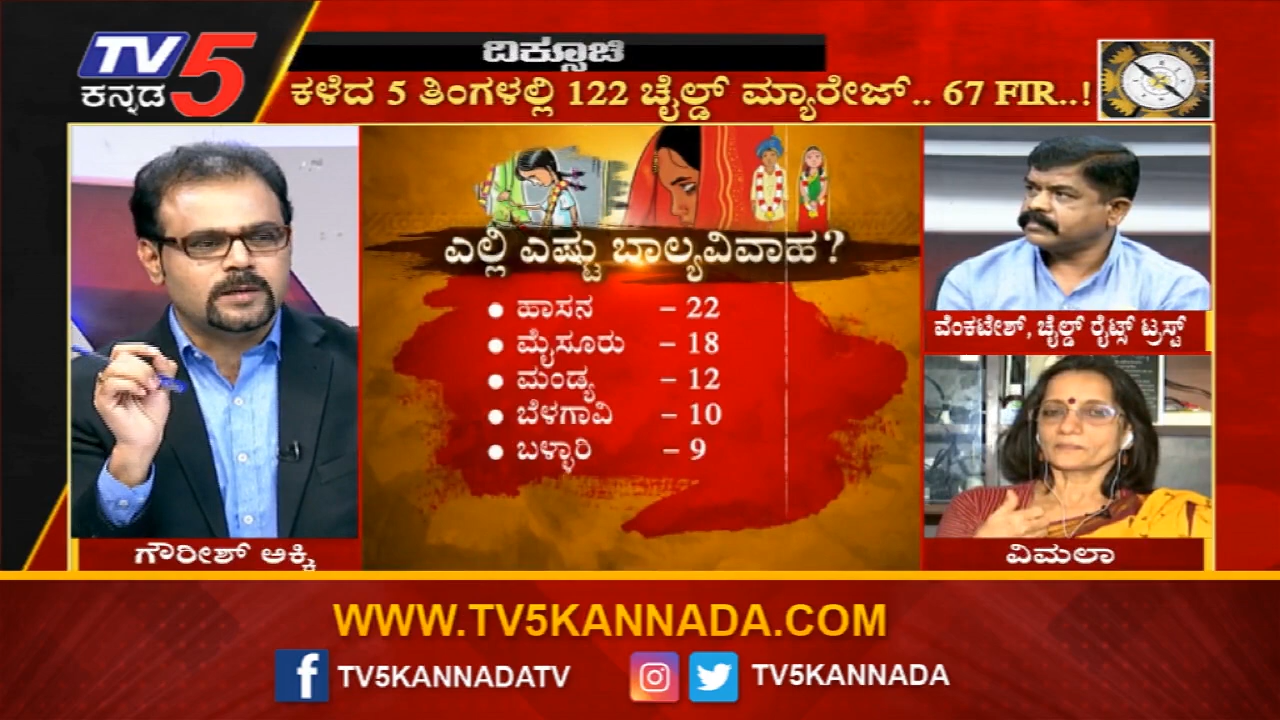 TV5
ಕನ್ನಡ
ದಿಕ್ಸೂಚಿ
ಕಳೆದ 5 ತಿಂಗಳಲ್ಲಿ 122 ಚೈಲ್ಡ್ ಮ್ಯಾರೇಜ್.. 67 FIR..!
ಎಲ್ಲಿ ಎಷ್ಟು ಬಾಲ್ಯವಿವಾಹ?
ಹಾಸನ – 22
ಮೈಸೂರು – 18
ಮಂಡ್ಯ – 12
ಬೆಳಗಾವಿ – 10
ಬಳ್ಳಾರಿ – 9
ವೆಂಕಟೇಶ್, ಚೈಲ್ಡ್ ರೈಟ್ಸ್ ಟ್ರಸ್ಟ್
ಗೌರೀಶ್ ಅಕ್ಕಿ
ವಿಮಲಾ
WWW.TV5KANNADA.COM
TV5KANNADATV
TV5KANNADA